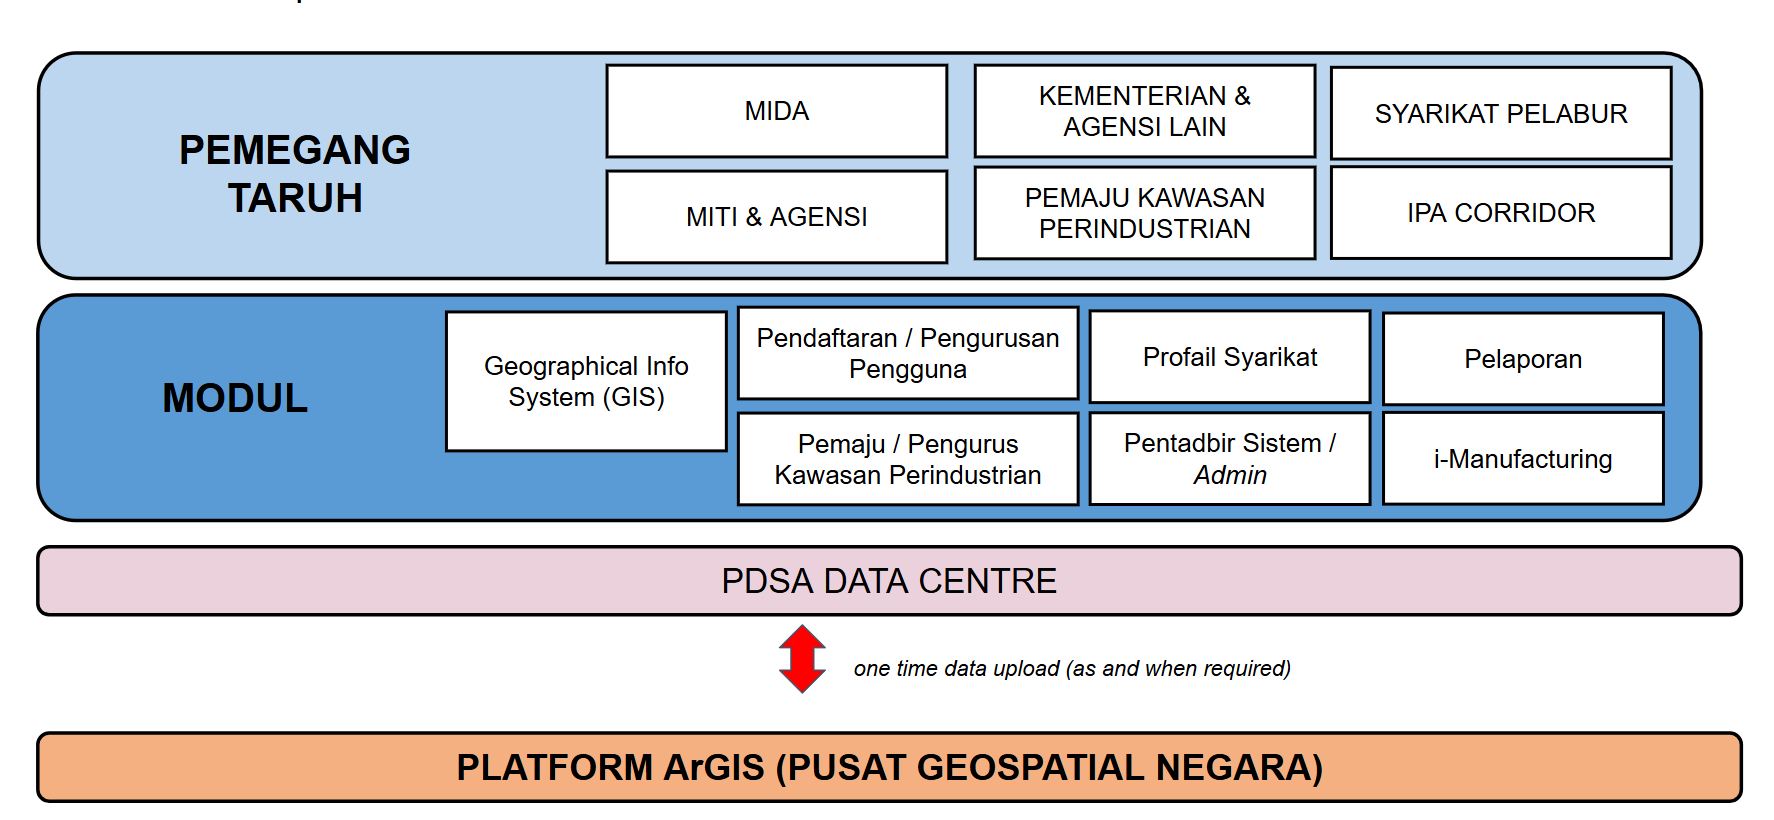 PEMEGANG
TARUH
MIDA
KEMENTERIAN &
AGENSI LAIN
SYARIKAT PELABUR
MITI & AGENSI
PEMAJU KAWASAN
PERINDUSTRIAN
IPA CORRIDOR
MODUL
Geographical Info
System (GIS)
Pendaftaran / Pengurusan
Pengguna
Profail Syarikat
Pelaporan
Pemaju / Pengurus
Kawasan Perindustrian
Pentadbir Sistem /
Admin
i-Manufacturing
PDSA DATA CENTRE
one time data upload (as and when required)
PLATFORM ArGIS (PUSAT GEOSPATIAL NEGARA)